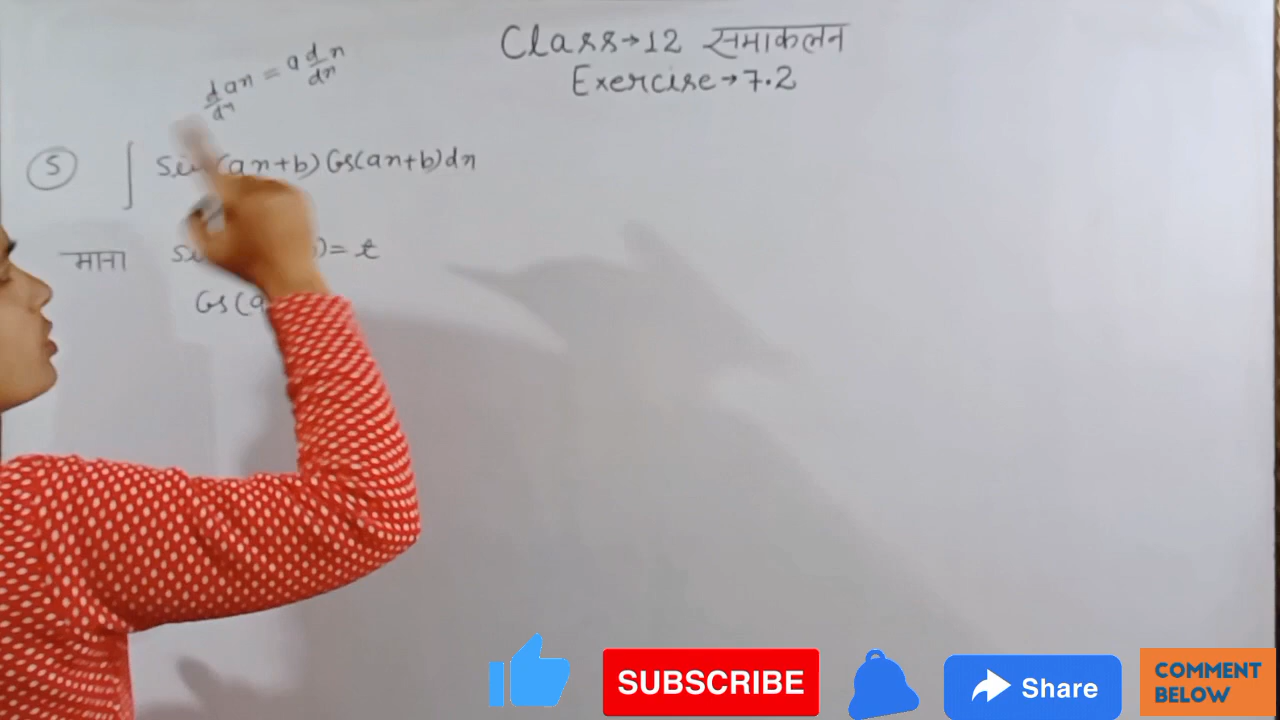 Class→12 समाकलन
Exercise→7.2
d/dx ax = a d/dx x
5 ∫ (ax+b) Cos(ax+b)dx
माना )= t
Cos(a
SUBSCRIBE
Share
COMMENT
BELOW